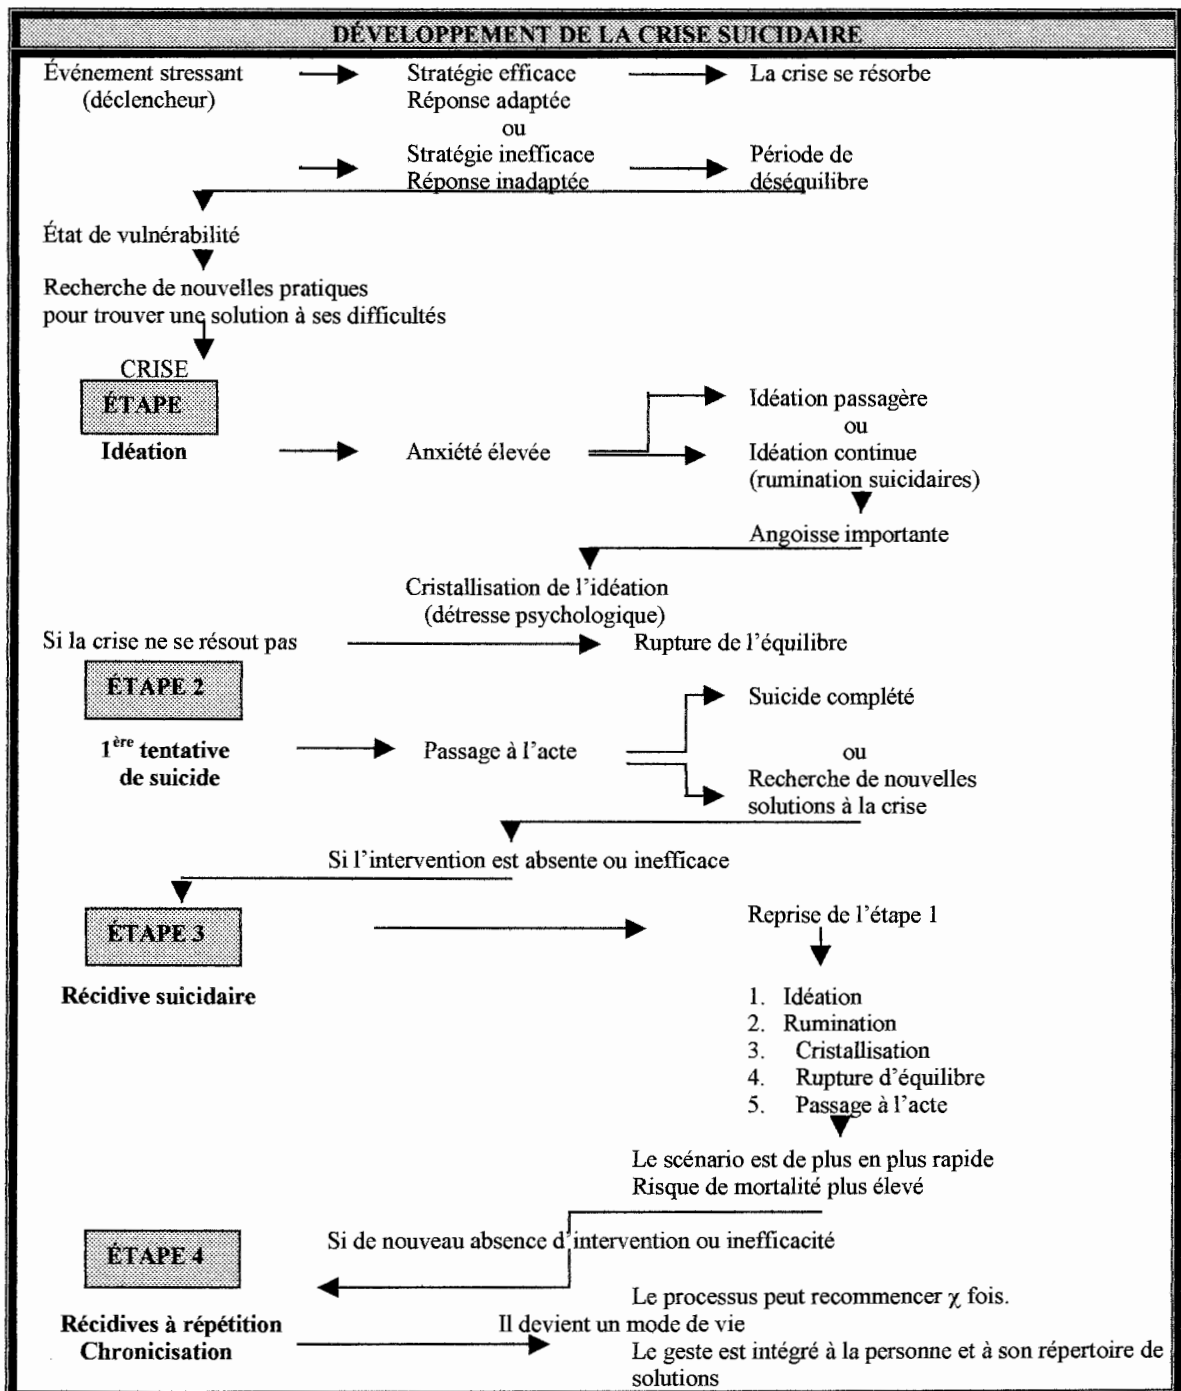 DÉVELOPPEMENT DE LA CRISE SUICIDAIRE
Événement stressant
(déclencheur)
Stratégie efficace
Réponse adaptée
ou
Stratégie inefficace
Réponse inadaptée
La crise se résorbe
Période de
déséquilibre
État de vulnérabilité
Recherche de nouvelles pratiques
pour trouver une solution à ses difficultés
CRISE
ÉTAPE
Idéation
Anxiété élevée
Idéation passagère
ou
Idéation continue
(rumination suicidaires)
Angoisse importante
Cristallisation de l'idéation
(détresse psychologique)
Si la crise ne se résout pas
Rupture de l'équilibre
ÉTAPE 2
1ère tentative
de suicide
Passage à l'acte
Suicide complété
ou
Recherche de nouvelles
solutions à la crise
Si l'intervention est absente ou inefficace
ÉTAPE 3
Récidive suicidaire
Reprise de l'étape 1
1. Idéation
2. Rumination
3. Cristallisation
4. Rupture d'équilibre
5. Passage à l'acte
Le scénario est de plus en plus rapide
Risque de mortalité plus élevé
Si de nouveau absence d'intervention ou inefficacité
ÉTAPE 4
Récidives à répétition
Chronicisation
Le processus peut recommencer χ fois.
Il devient un mode de vie
Le geste est intégré à la personne et à son répertoire de
solutions